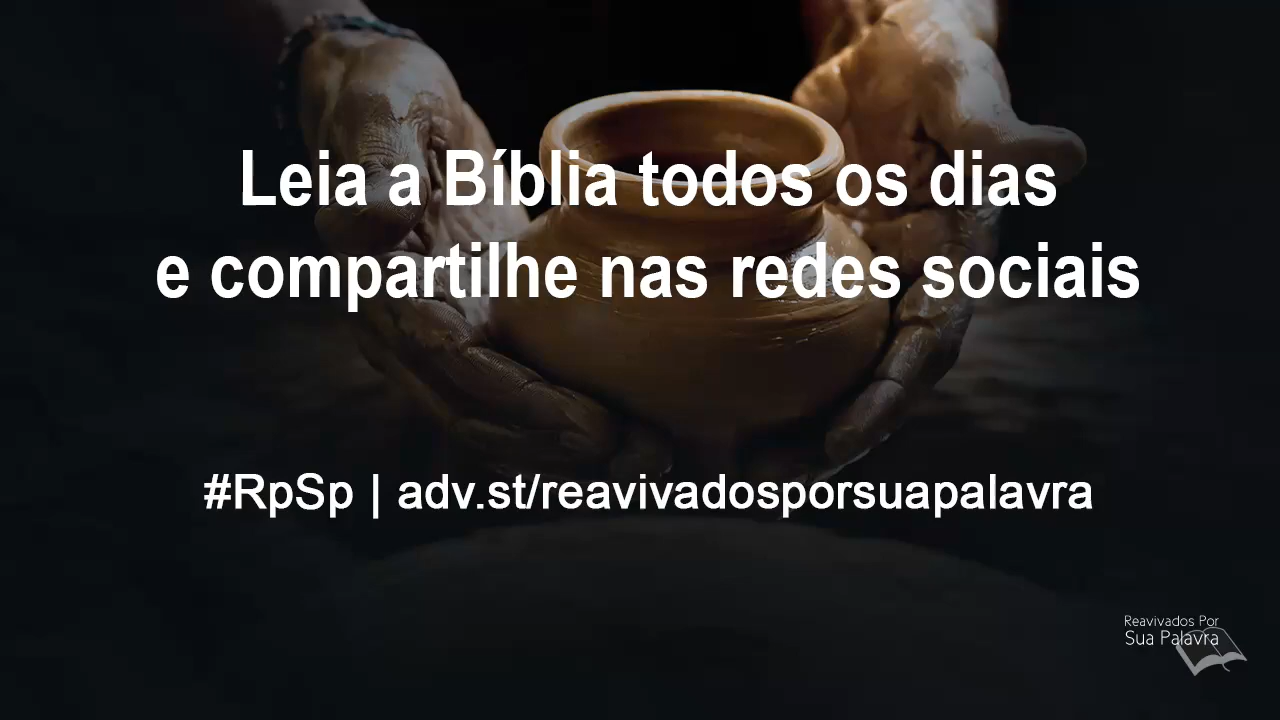 Leia a Bíblia todos os dias
e compartilhe nas redes sociais
#RpSp | adv.st/reavivadosporsuapalavra
Reavivados Por
Sua Palavra